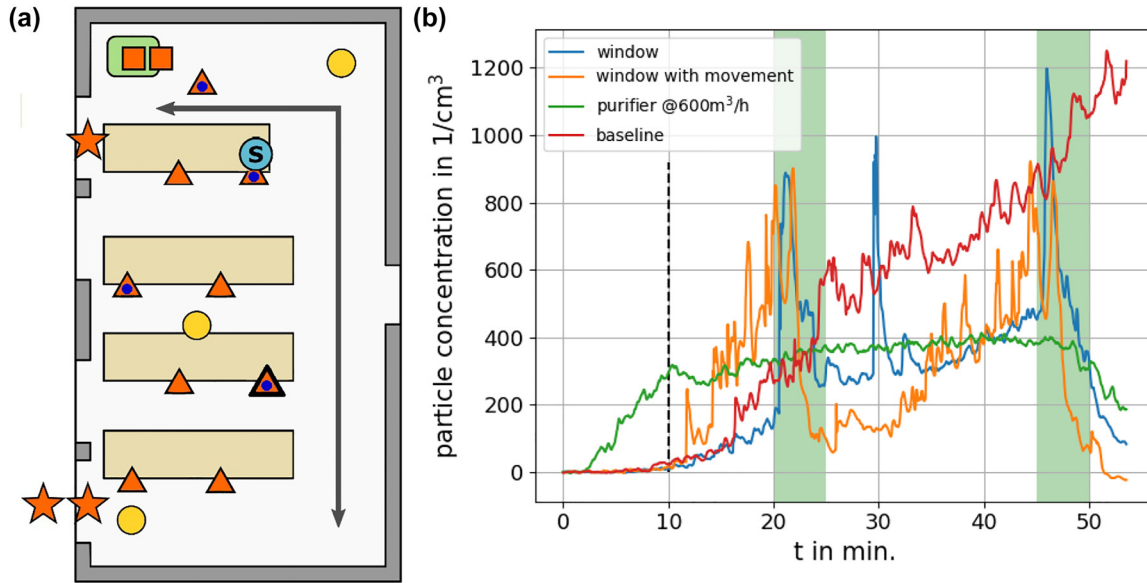 (a)
S
(b)
window
window with movement
purifier @600m³/h
baseline
particle concentration in 1/cm³
1200
1000
800
600
400
200
0
0 10 20 30 40 50
t in min.